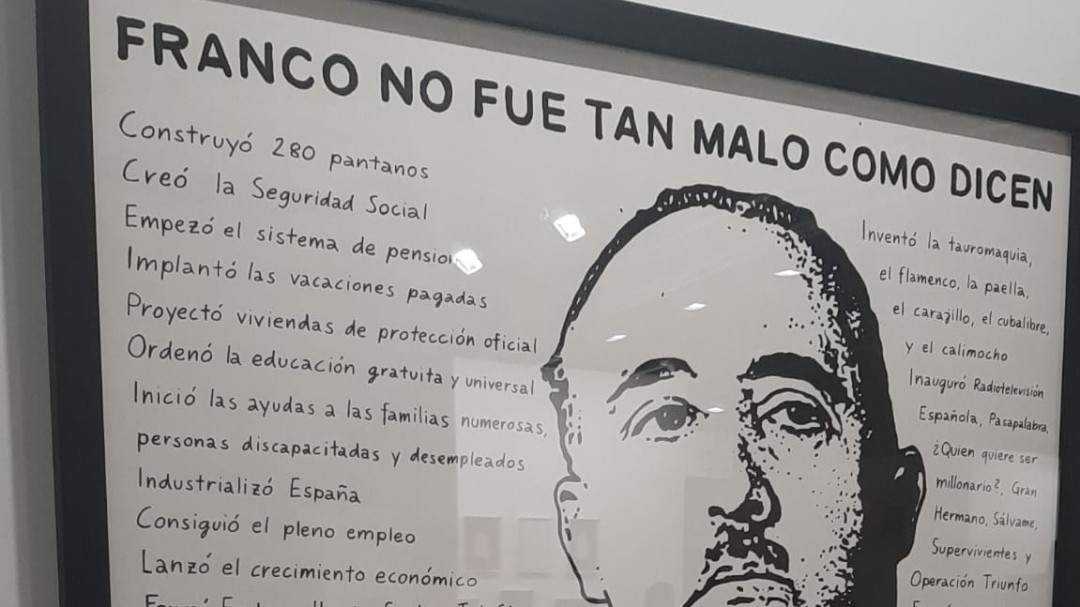 FRANCO NO FUE TAN MALO COMO DICEN
Construyó 280 pantanos
Creó la Seguridad Social
Empezó el sistema de
Implantó las vacaciones pagadas
Proyectó viviendas de protección oficial
Ordenó la educación gratuita y universal
Inició las ayudas a las familias numerosas,
personas discapacitadas y desempleados
Industrializó España
Consiguió el pleno empleo
Lanzó el crecimiento económico
Inventó la tauromaquia,
el flamenco, la paella,
el carajillo, el cubalibre,
y el calimocho
Inauguró Radiotelevisión
Española, Pasapalabra,
¿Quien quiere ser
millonario?, Gran
Hermano, Sálvame,
Supervivientes y
Operación Triunfo